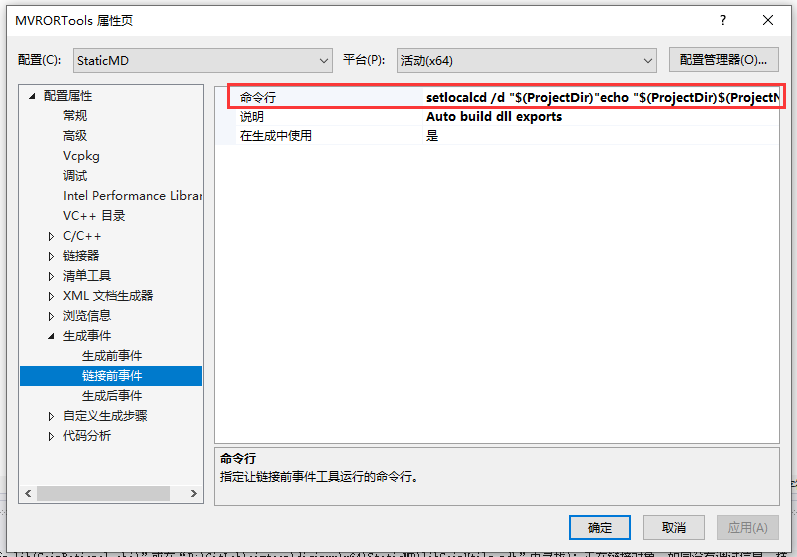 MVRORTools 属性页
配置(C): StaticMD 平台(P): 活动(x64) 配置管理器(O)...
配置属性
常规
高级
Vcpkg
调试
Intel Performance Librar
VC++ 目录
C/C++
链接器
清单工具
XML 文档生成器
浏览信息
生成事件
生成前事件
链接前事件
生成后事件
自定义生成步骤
代码分析
命令行 setlocalcd /d "$(ProjectDir)"echo "$(ProjectDir)$(ProjectN
说明 Auto build dll exports
在生成中使用 是
命令行
指定让链接前事件工具运行的命令行。
确定 取消 应用(A)